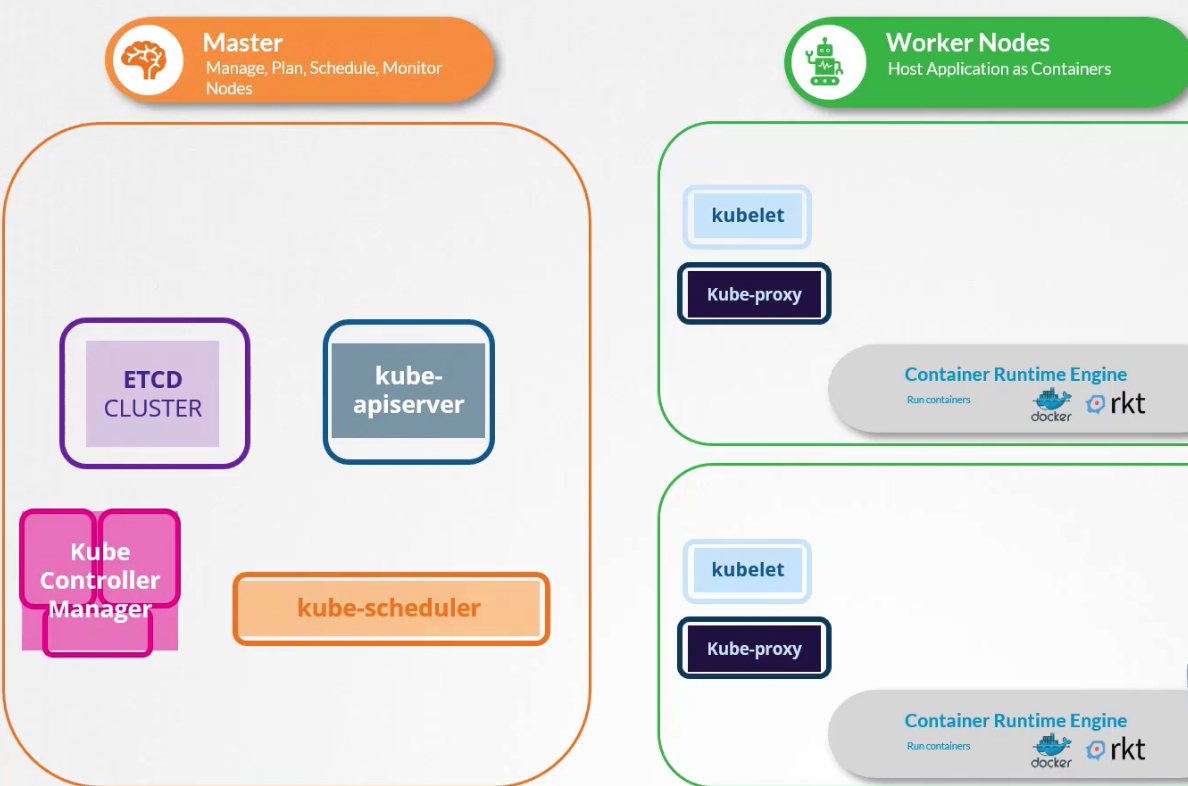 Master
Manage, Plan, Schedule, Monitor
Nodes
ETCD
CLUSTER
kube-
apiserver
Kube
Controller
Manager
kube-scheduler
Worker Nodes
Host Application as Containers
kubelet
Kube-proxy
Container Runtime Engine
Run containers
docker
rkt
kubelet
Kube-proxy
Container Runtime Engine
Run containers
docker
rkt